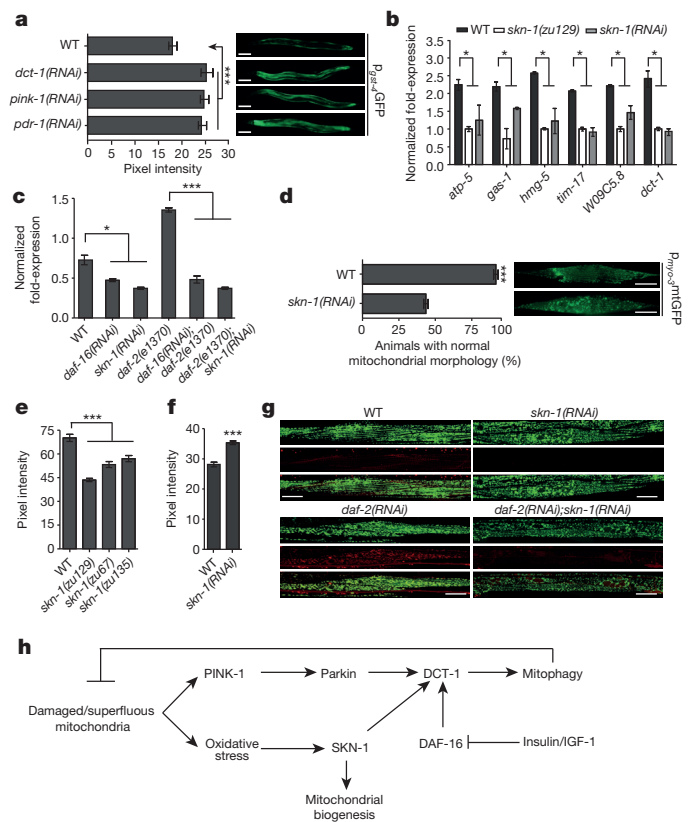 a
WT
dct-1(RNAi)
pink-1(RNAi)
pdr-1(RNAi)
***
0 5 10 15 20 25 30
Pixel intensity
pgst-4GFP
b
WT skn-1(zu129) skn-1(RNAi)
Normalized fold-expression
3.5
3.0
2.5
2.0
1.5
1.0
0.5
0.0
* * * * * *
atp-5
gas-1
hmg-5
tim-17
W09C5.8
dct-1
c
Normalized
fold-expression
1.5
1.0
0.5
0.0
*
***
WT
daf-16(RNAi)
skn-1(RNAi)
daf-2(e1370)
daf-16(RNAi);
daf-2(e1370)
daf-2(e1370);
skn-1(RNAi)
d
WT
skn-1(RNAi)
***
0 25 50 75 100
Animals with normal
mitochondrial morphology (%)
pmyo-3mtGFP
e
Pixel intensity
75
60
45
30
15
0
***
WT
skn-1(zu129)
skn-1(zu67)
skn-1(zu135)
f
Pixel intensity
40
30
20
10
0
***
WT
skn-1(RNAi)
g
WT
skn-1(RNAi)
daf-2(RNAi)
daf-2(RNAi);skn-1(RNAi)
h
PINK-1
Parkin
DCT-1
Mitophagy
Damaged/superfluous
mitochondria
Oxidative
stress
SKN-1
DAF-16
Insulin/IGF-1
Mitochondrial
biogenesis